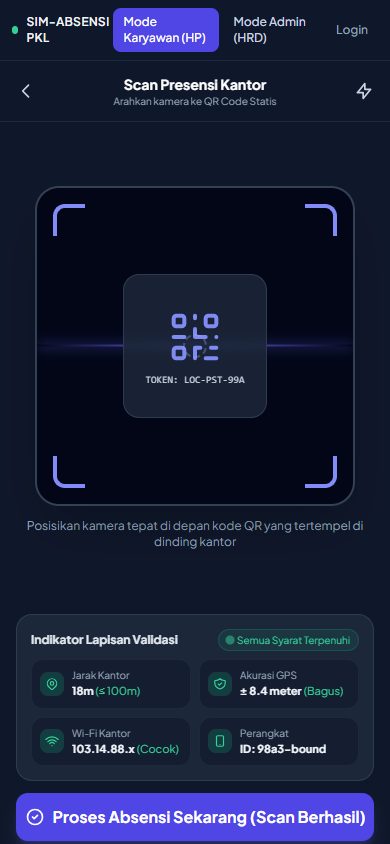 SIM-ABSENSI
PKL
Mode
Karyawan (HP)
Mode Admin
(HRD)
Login
Scan Presensi Kantor
Arahkan kamera ke QR Code Statis
TOKEN: LOC-PST-99A
Posisikan kamera tepat di depan kode QR yang tertempel di
dinding kantor
Indikator Lapisan Validasi
Semua Syarat Terpenuhi
Jarak Kantor
18m (≤ 100m)
Akurasi GPS
± 8.4 meter (Bagus)
Wi-Fi Kantor
103.14.88.x (Cocok)
Perangkat
ID: 98a3-bound
Proses Absensi Sekarang (Scan Berhasil)